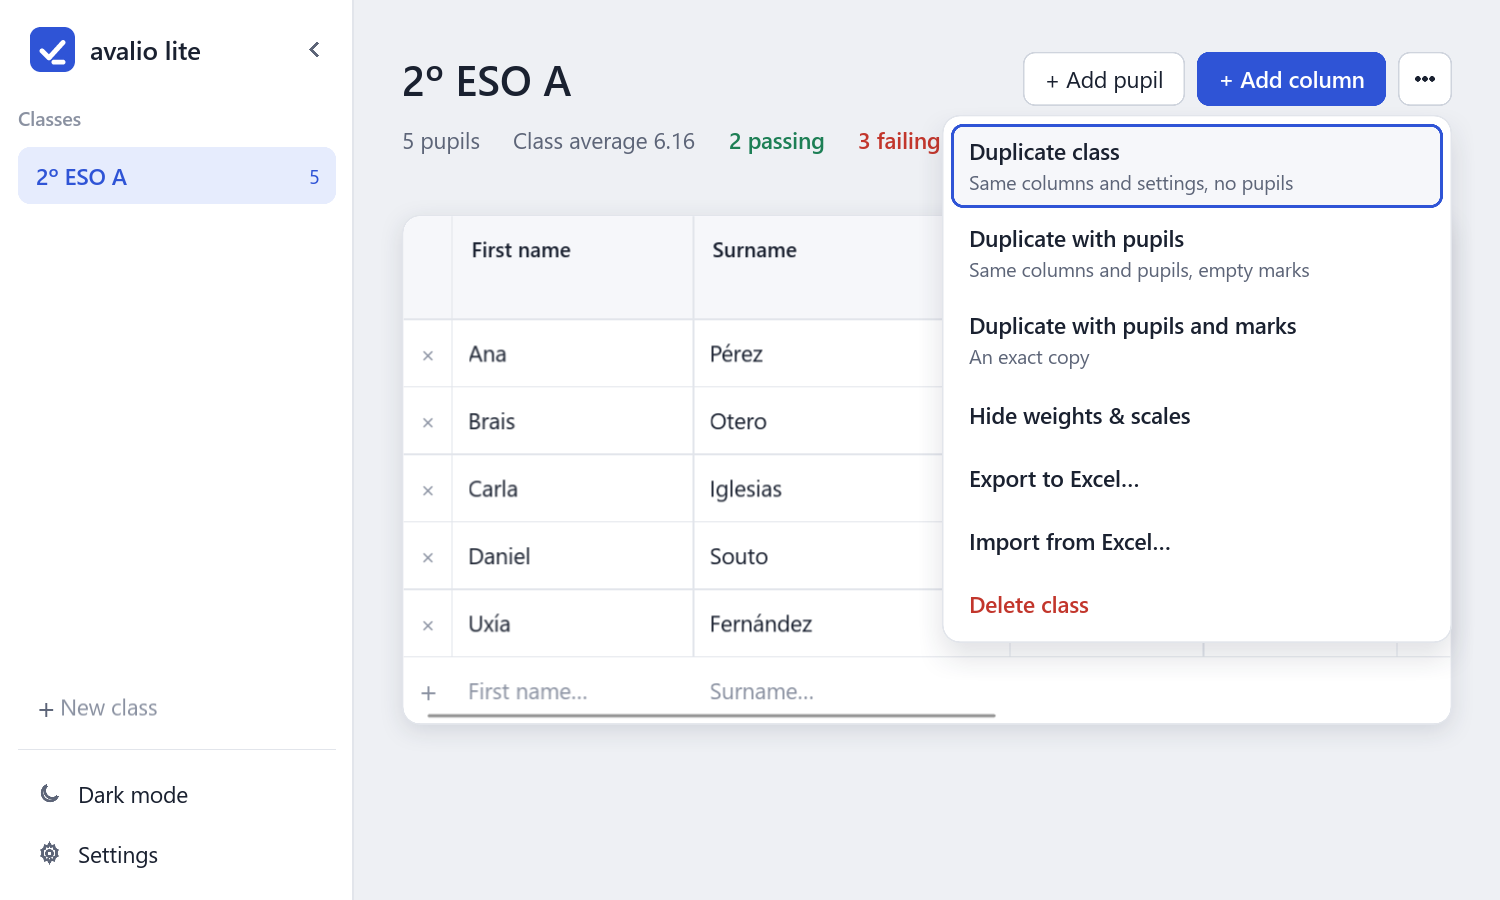 avalio lite
Classes
2º ESO A 5
+ New class
Dark mode
Settings
2º ESO A
+ Add pupil
+ Add column
•••
5 pupils Class average 6.16 2 passing 3 failing
Duplicate class
Same columns and settings, no pupils
Duplicate with pupils
Same columns and pupils, empty marks
Duplicate with pupils and marks
An exact copy
Hide weights & scales
Export to Excel...
Import from Excel...
Delete class
First name Surname
× Ana Pérez
× Brais Otero
× Carla Iglesias
× Daniel Souto
× Uxía Fernández
+ First name... Surname...